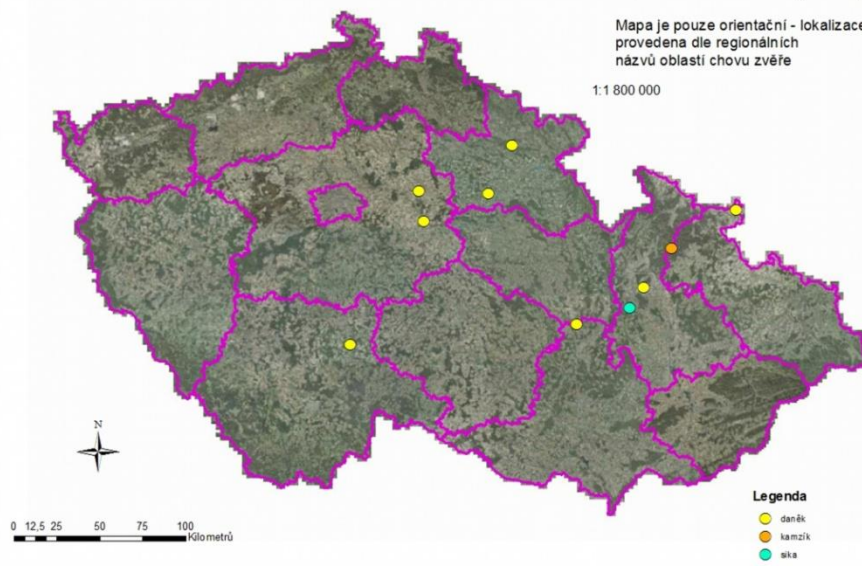 Mapa je pouze orientační - lokalizace
provedena dle regionálních
názvů oblastí chovu zvěře
1:1 800 000
N
0 12,5 25 50 75 100
Kilometrů
Legenda
daněk
kamzík
sika